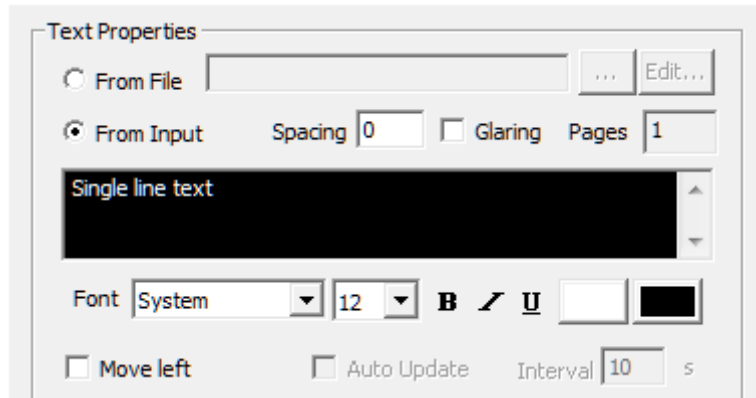 Text Properties
From File ... Edit...
From Input Spacing 0 Glaring Pages 1
Single line text
Font System 12 B I U
Move left Auto Update Interval 10 s